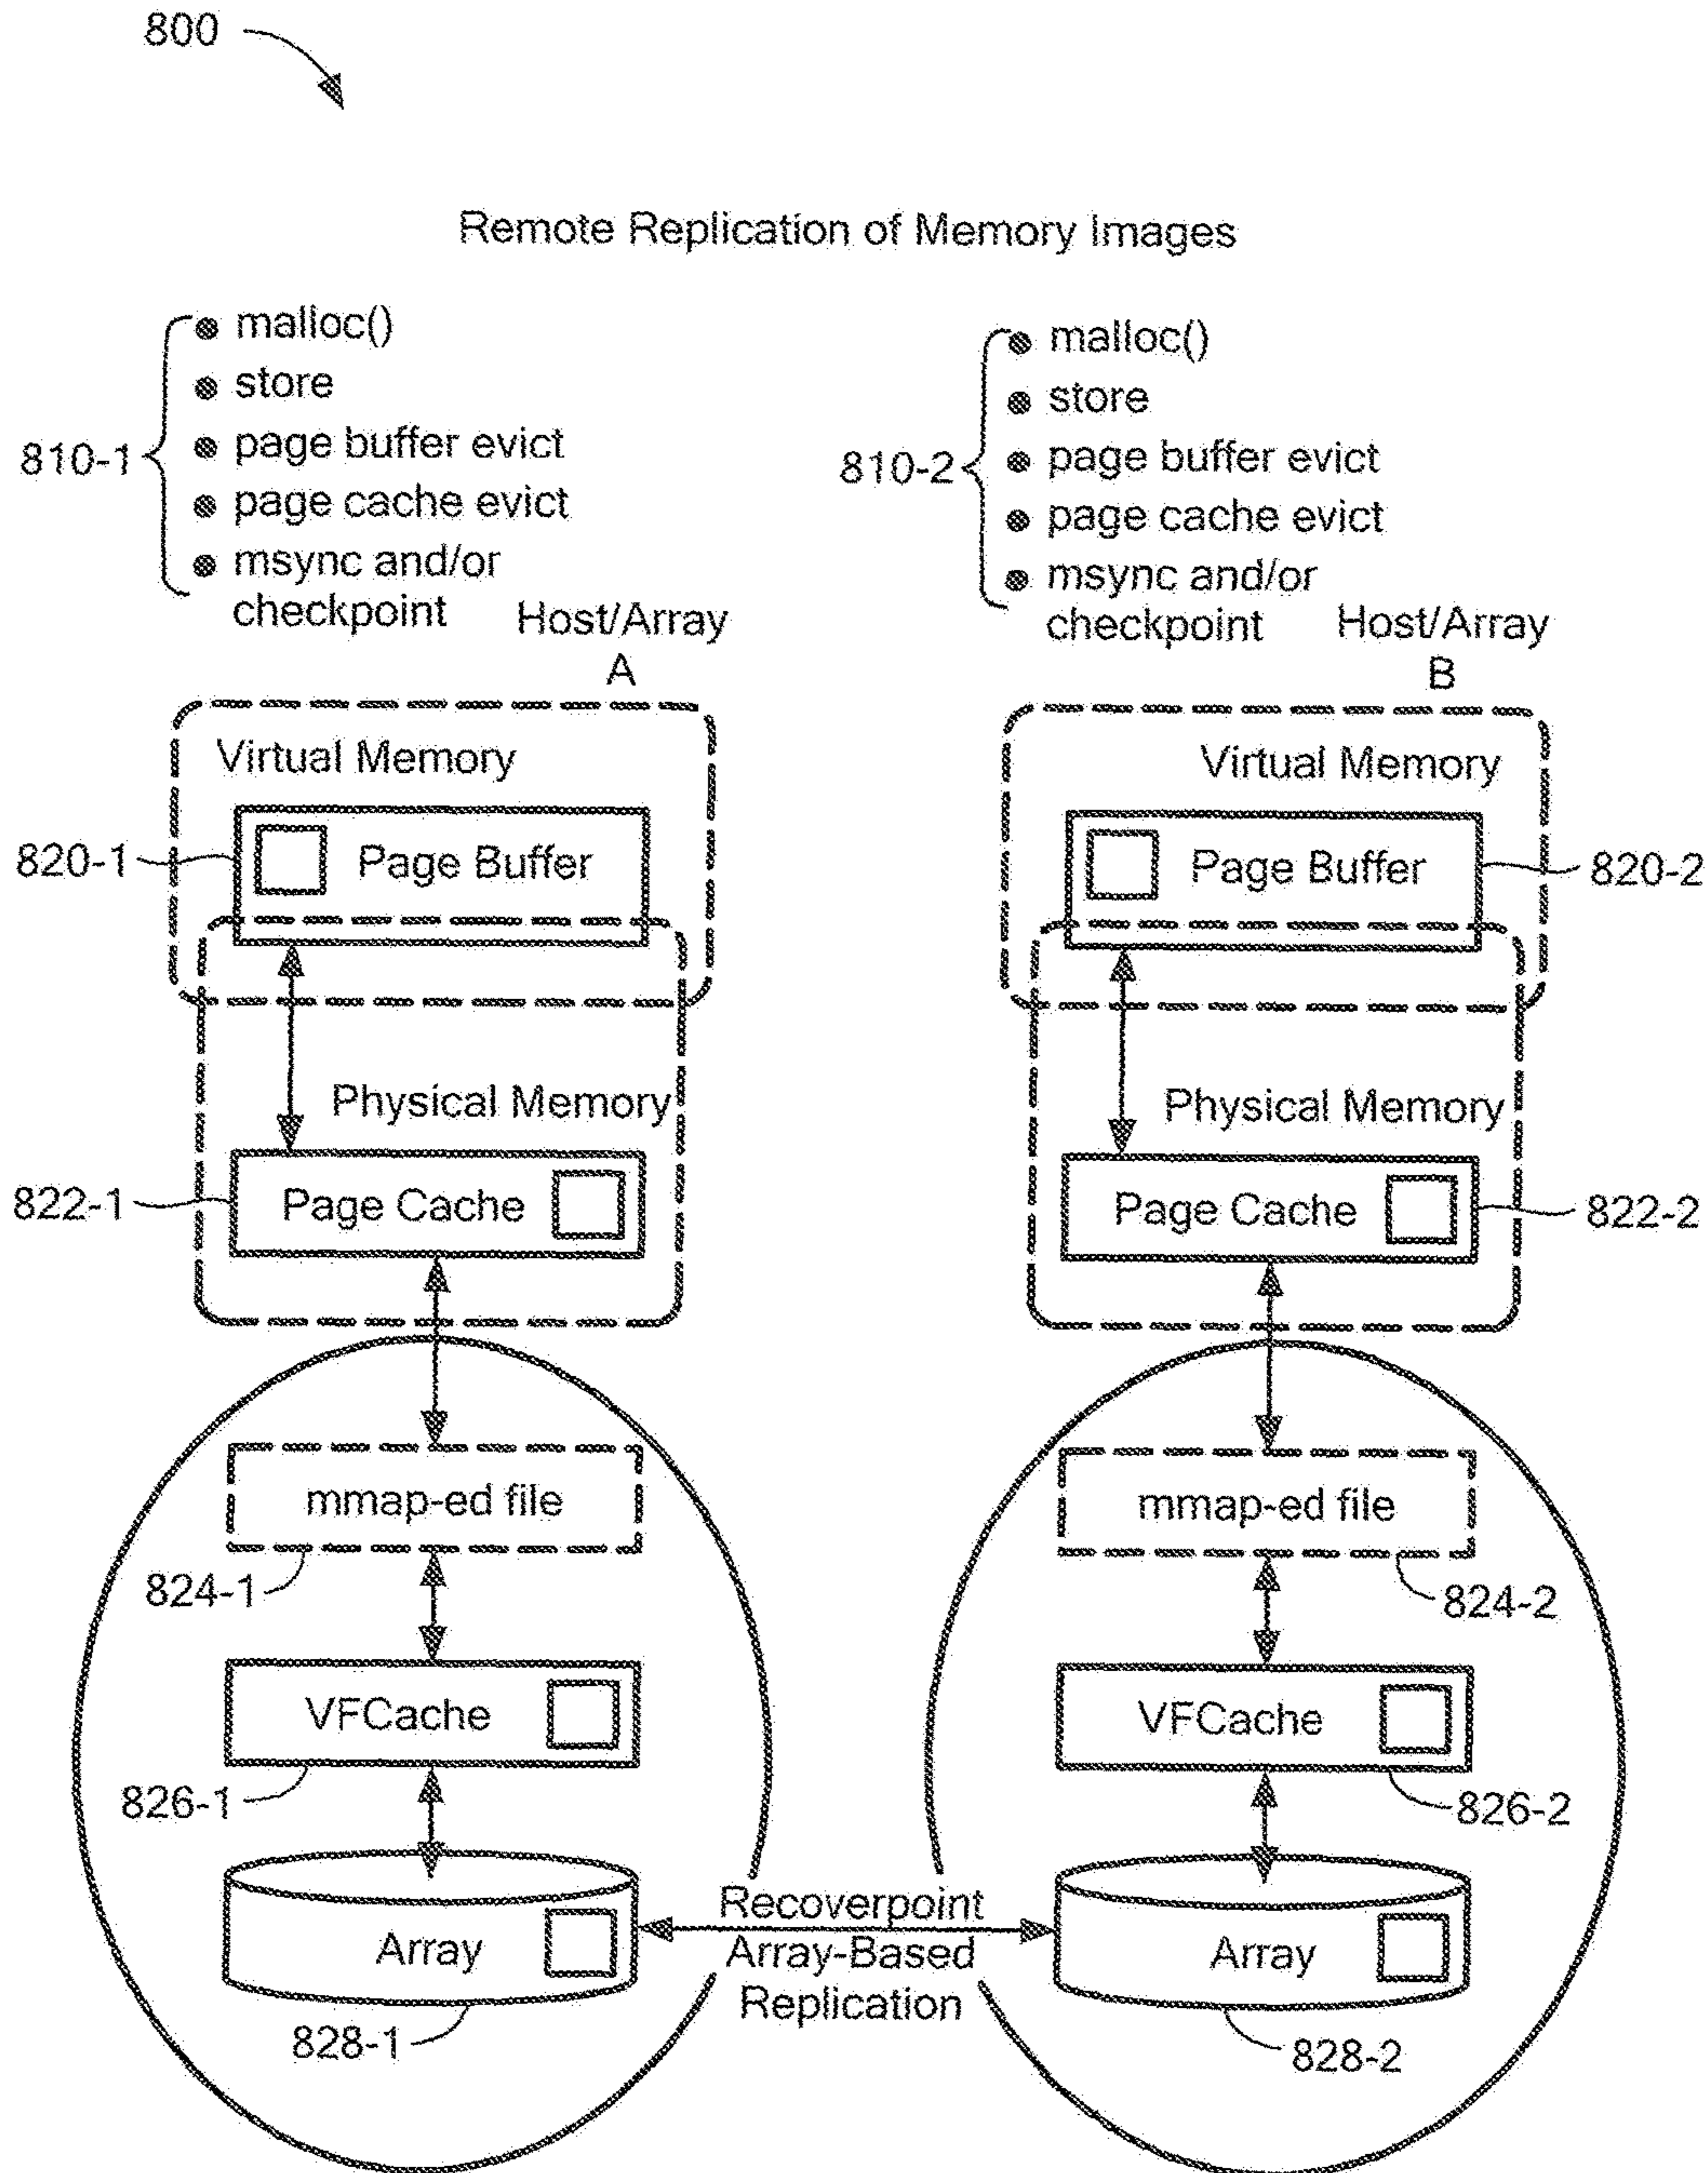 800
Remote Replication of Memory Images
810-1
malloc()
store
page buffer evict
page cache evict
msync and/or
checkpoint
Host/Array
A
810-2
malloc()
store
page buffer evict
page cache evict
msync and/or
checkpoint
Host/Array
B
Virtual Memory
820-1
Page Buffer
Physical Memory
822-1
Page Cache
mmap-ed file
824-1
VFCache
826-1
Array
828-1
Virtual Memory
Page Buffer
820-2
Physical Memory
Page Cache
822-2
mmap-ed file
824-2
VFCache
826-2
Array
828-2
Recoverpoint
Array-Based
Replication